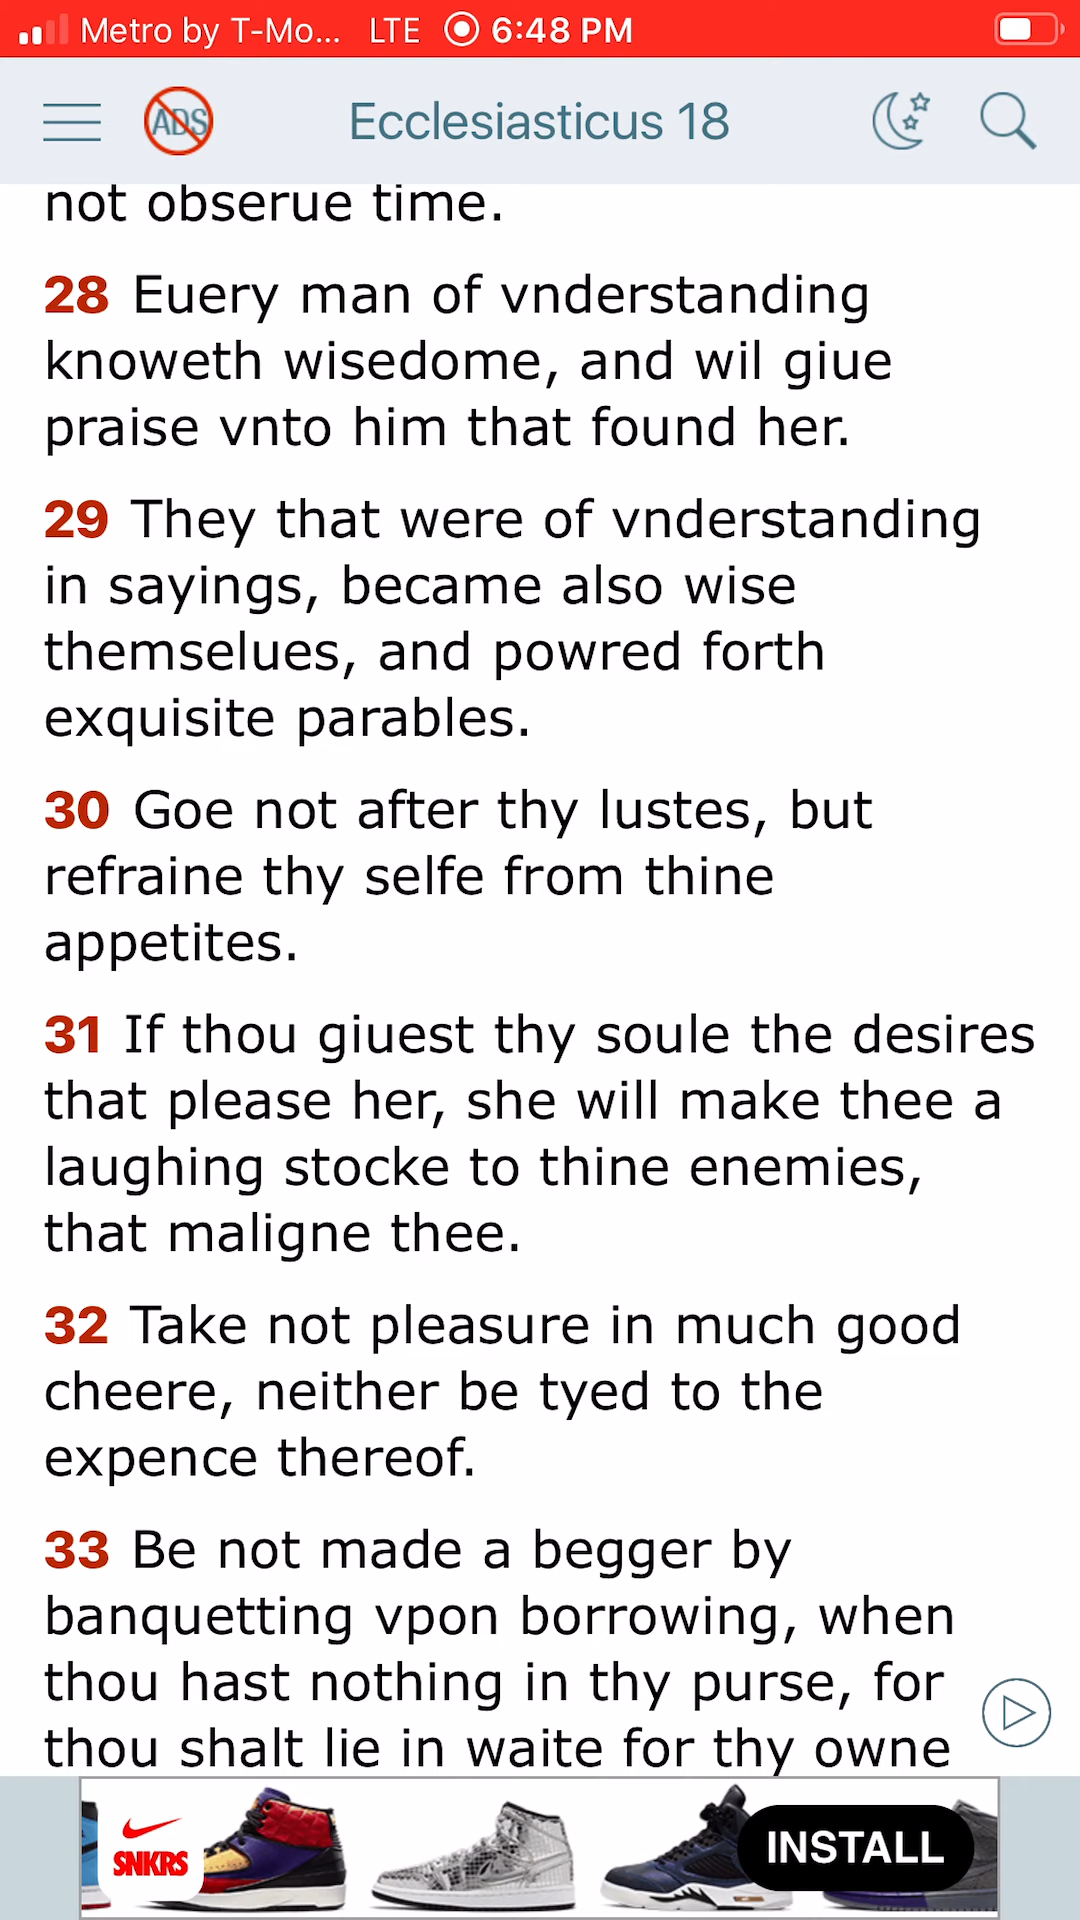 Metro by T-Mo... LTE 6:48 PM
ADS Ecclesiasticus 18
not obserue time.
28 Euery man of vnderstanding
knoweth wisedome, and wil giue
praise vnto him that found her.
29 They that were of vnderstanding
in sayings, became also wise
themselues, and powred forth
exquisite parables.
30 Goe not after thy lustes, but
refraine thy selfe from thine
appetites.
31 If thou giuest thy soule the desires
that please her, she will make thee a
laughing stocke to thine enemies,
that maligne thee.
32 Take not pleasure in much good
cheere, neither be tyed to the
expence thereof.
33 Be not made a begger by
banquetting vpon borrowing, when
thou hast nothing in thy purse, for
thou shalt lie in waite for thy owne
SNKRS INSTALL